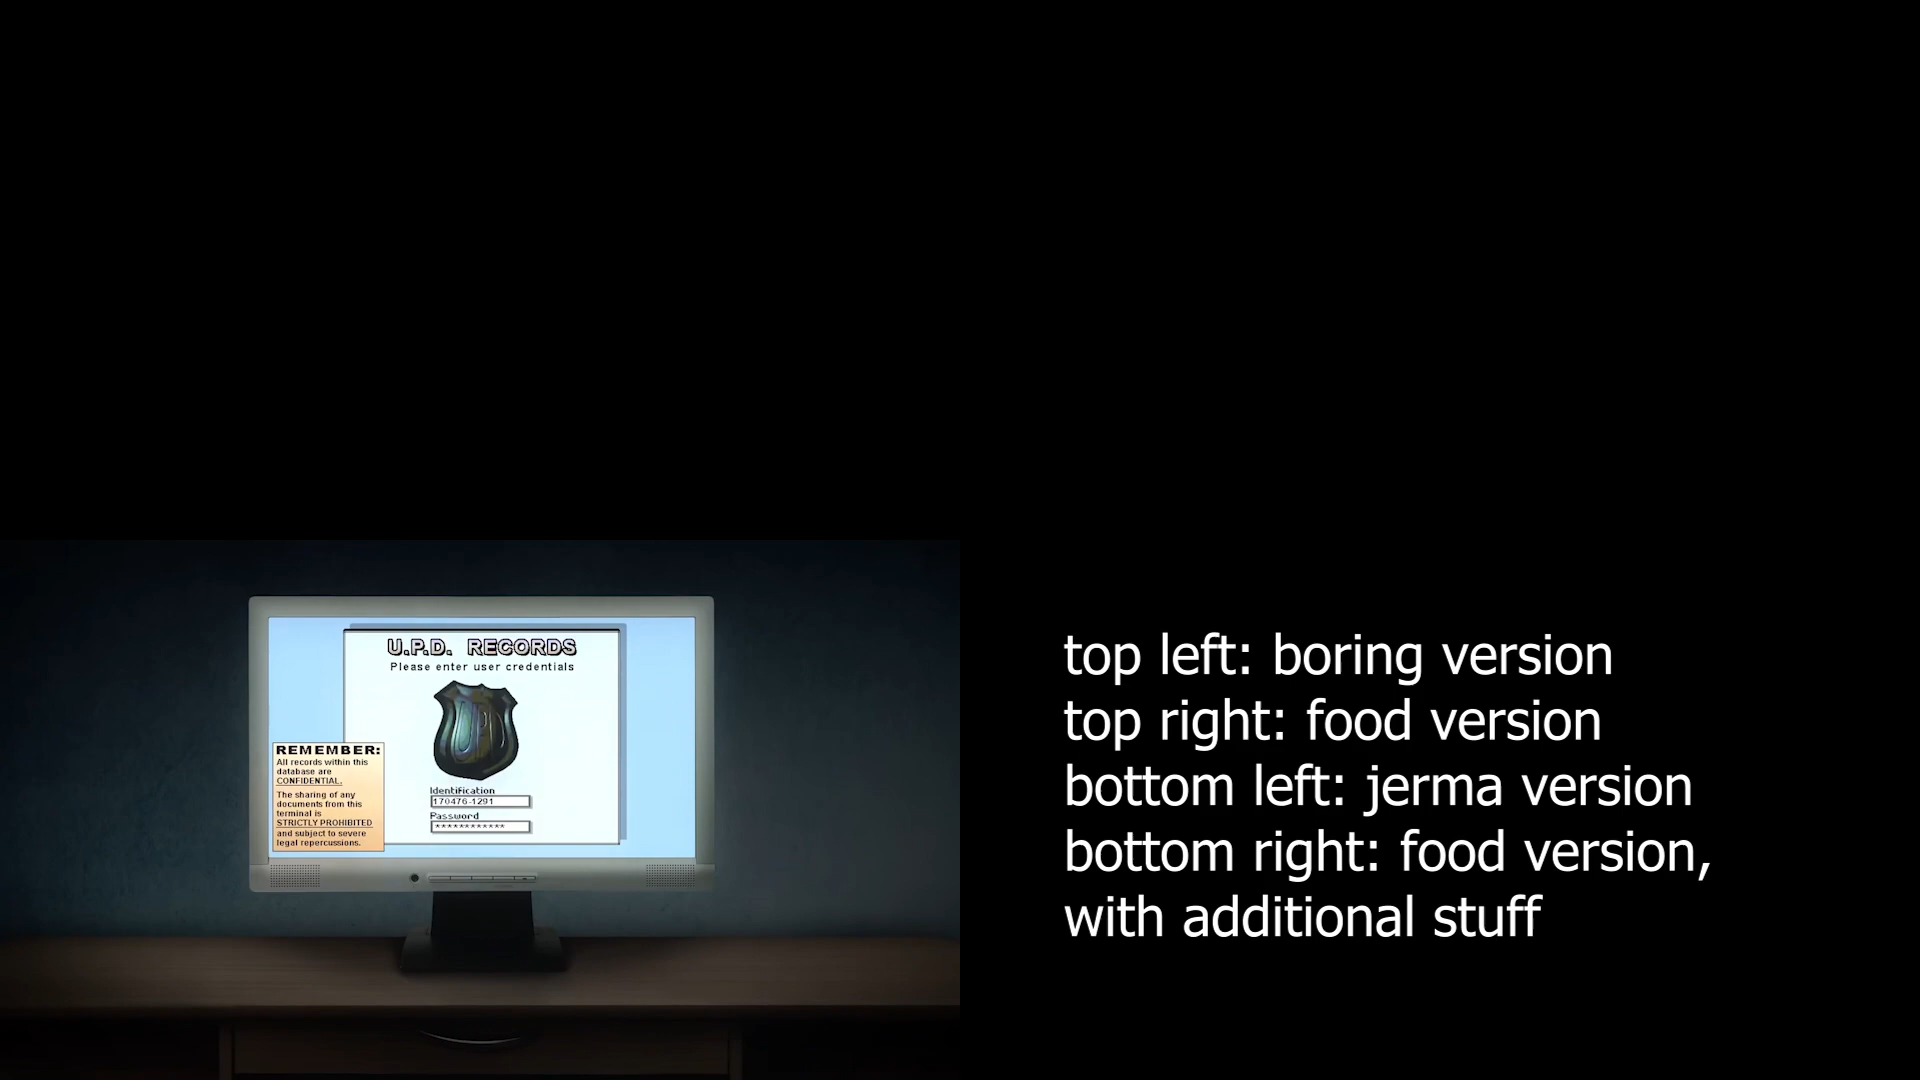 U.P.D. RECORDS
Please enter user credentials
UPD
REMEMBER:
All records within this
database are
CONFIDENTIAL.
The sharing of any
documents from this
terminal is
STRICTLY PROHIBITED
and subject to severe
legal repercussions.
Identification
170476-1291
Password
************
top left: boring version
top right: food version
bottom left: jerma version
bottom right: food version,
with additional stuff